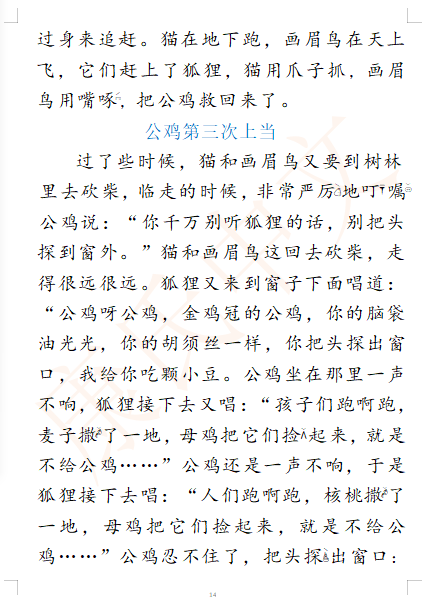 过身来追赶。猫在地下跑，画眉鸟在天上
飞，它们赶上了狐狸，猫用爪子抓，画眉
鸟用嘴啄，把公鸡救回来了。
公鸡第三次上当
过了些时候，猫和画眉鸟又要到树林
里去砍柴，临走的时候，非常严厉地叮嘱
公鸡说：“你千万别听狐狸的话，别把头
探到窗外。”猫和画眉鸟这回去砍柴，走
得很远很远。狐狸又来到窗子下面唱道：
“公鸡呀公鸡，金鸡冠的公鸡，你的脑袋
油光光，你的胡须丝一样，你把头探出窗
口，我给你吃颗小豆。公鸡坐在那里一声
不响，狐狸接下去又唱：“孩子们跑啊跑，
麦子撒了一地，母鸡把它们捡起来，就是
不给公鸡……”公鸡还是一声不响，于是
狐狸接下去唱：“人们跑啊跑，核桃撒了
一地，母鸡把它们捡起来，就是不给公
鸡……”公鸡忍不住了，把头探出窗口：
14